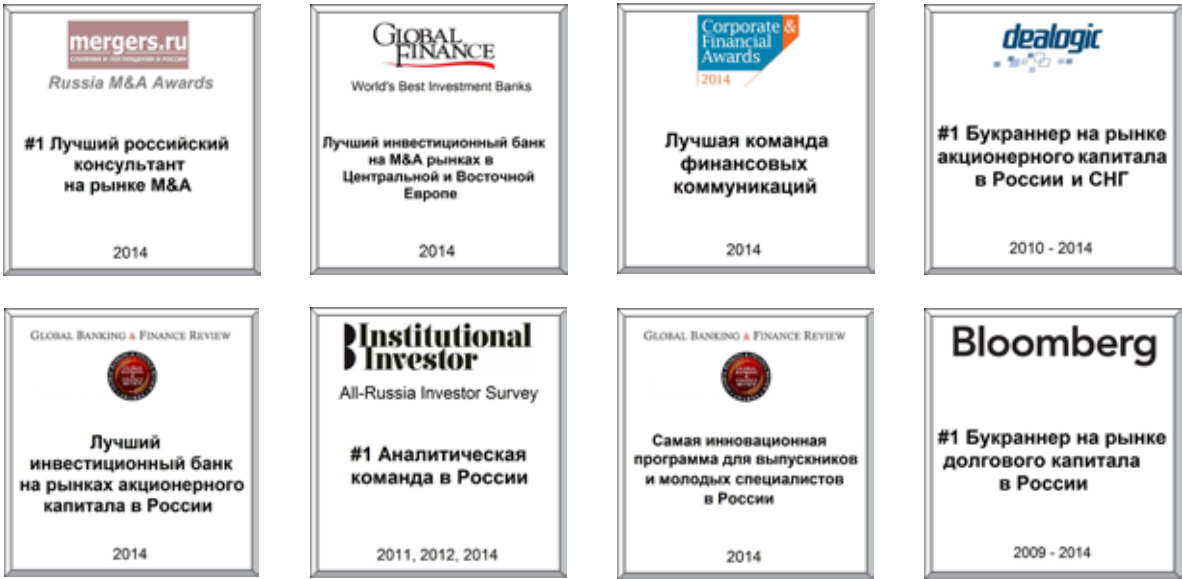 mergers.ru
СЛИЯНИЯ И ПОГЛОЩЕНИЯ В РОССИИ
Russia M&A Awards
#1 Лучший российский
консультант
на рынке M&A
2014
GLOBAL
FINANCE
World's Best Investment Banks
Лучший инвестиционный банк
на M&A рынках в
Центральной и Восточной
Европе
2014
Corporate &
Financial
Awards
2014
Лучшая команда
финансовых
коммуникаций
2014
dealogic
#1 Букраннер на рынке
акционерного капитала
в России и СНГ
2010 - 2014
GLOBAL BANKING & FINANCE REVIEW
Лучший
инвестиционный банк
на рынках акционерного
капитала в России
2014
Institutional
Investor
All-Russia Investor Survey
#1 Аналитическая
команда в России
2011, 2012, 2014
GLOBAL BANKING & FINANCE REVIEW
Самая инновационная
программа для выпускников
и молодых специалистов
в России
2014
Bloomberg
#1 Букраннер на рынке
долгового капитала
в России
2009 - 2014